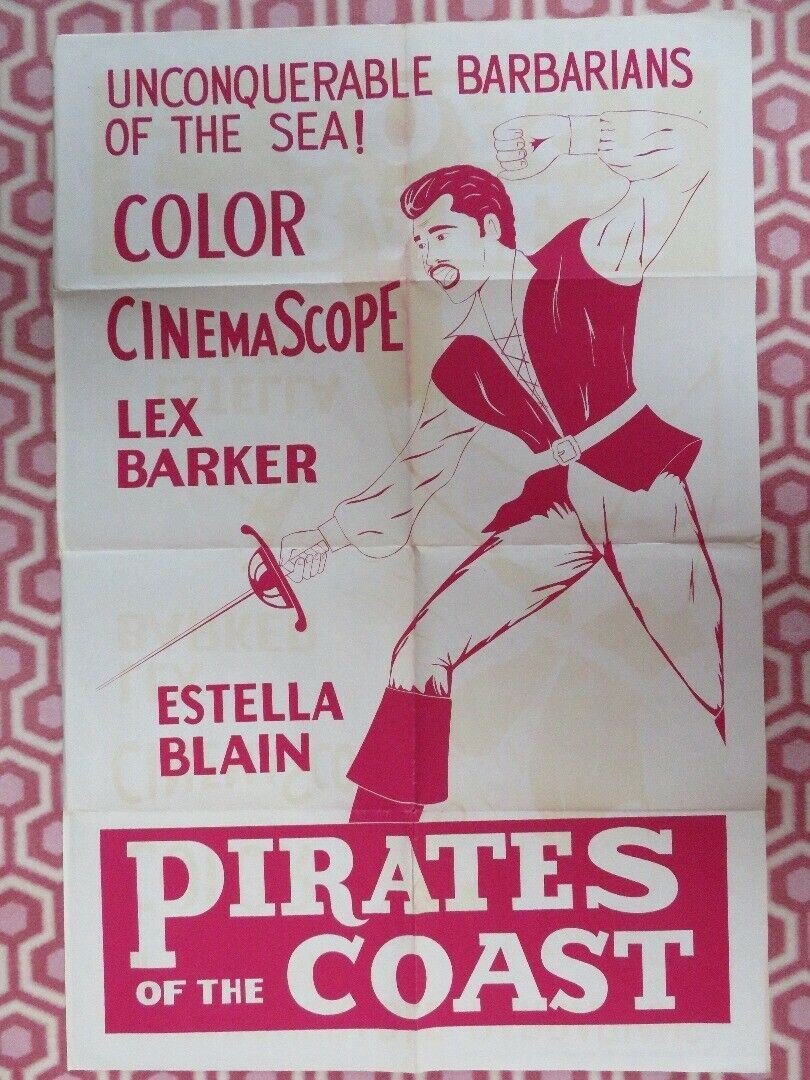 UNCONQUERABLE BARBARIANS
OF THE SEA!
COLOR
CINEMASCOPE
LEX
BARKER
ESTELLA
BLAIN
PIRATES
OF THE COAST